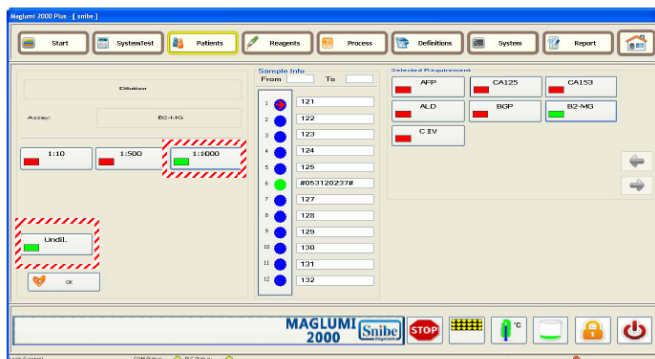 Maglumi 2000 Plus - [ snibe ]
Start SystemTest Patients Reagents Process Definitions System Report
Dilution
Assay: B2-MG
1:10 1:500 1:1000
Undil.
OK
Sample Info
From To
1 121
2 122
3 123
4 124
5 125
6 #053120237#
7 127
8 128
9 129
10 130
11 131
12 132
Selected Requirement
AFP CA125 CA153
ALD BGP B2-MG
C IV
MAGLUMI
2000
Snibe
STOP
°C